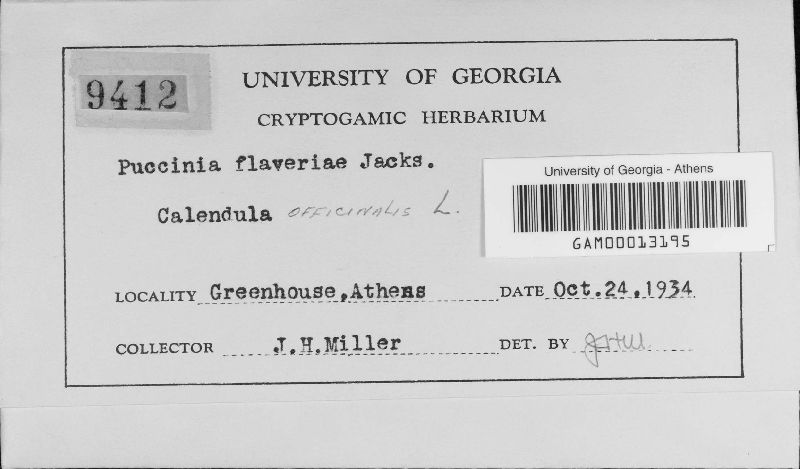 9412
UNIVERSITY OF GEORGIA
CRYPTOGAMIC HERBARIUM
Puccinia flaveriae Jacks.
Calendula OFFICINALIS L.
University of Georgia - Athens
GAM00013195
LOCALITY Greenhouse, Athens DATE Oct. 24, 1934
COLLECTOR J.H.Miller DET. BY JHM